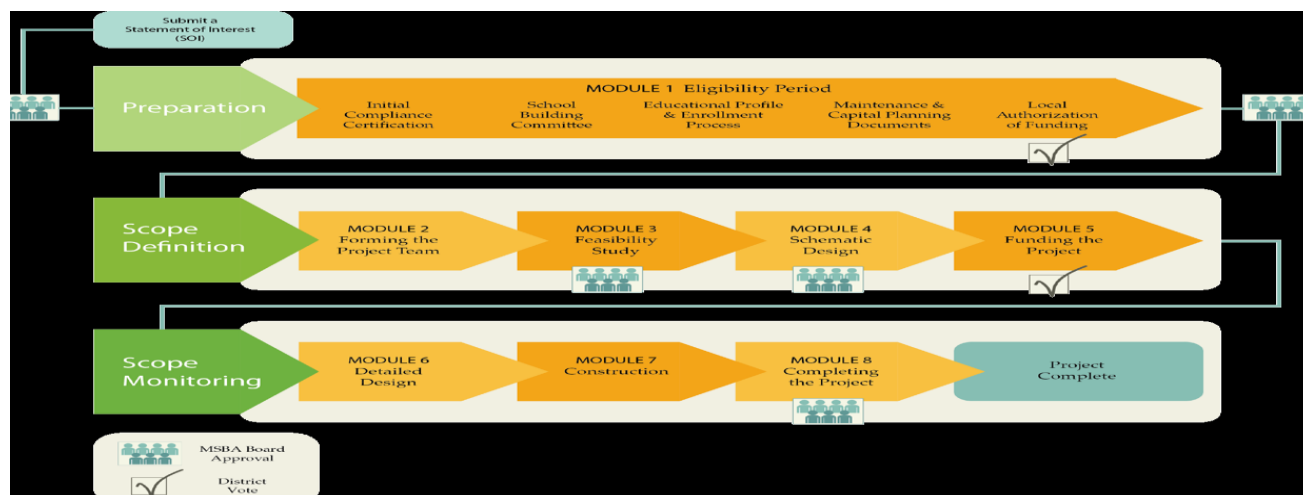 Submit a
Statement of Interest
(SOI)
Preparation
MODULE 1 Eligibility Period
Initial
Compliance
Certification
School
Building
Committee
Educational Profile
& Enrollment
Process
Maintenance &
Capital Planning
Documents
Local
Authorization
of Funding
Scope
Definition
MODULE 2
Forming the
Project Team
MODULE 3
Feasibility
Study
MODULE 4
Schematic
Design
MODULE 5
Funding the
Project
Scope
Monitoring
MODULE 6
Detailed
Design
MODULE 7
Construction
MODULE 8
Completing
the Project
Project
Complete
MSBA Board
Approval
District
Vote